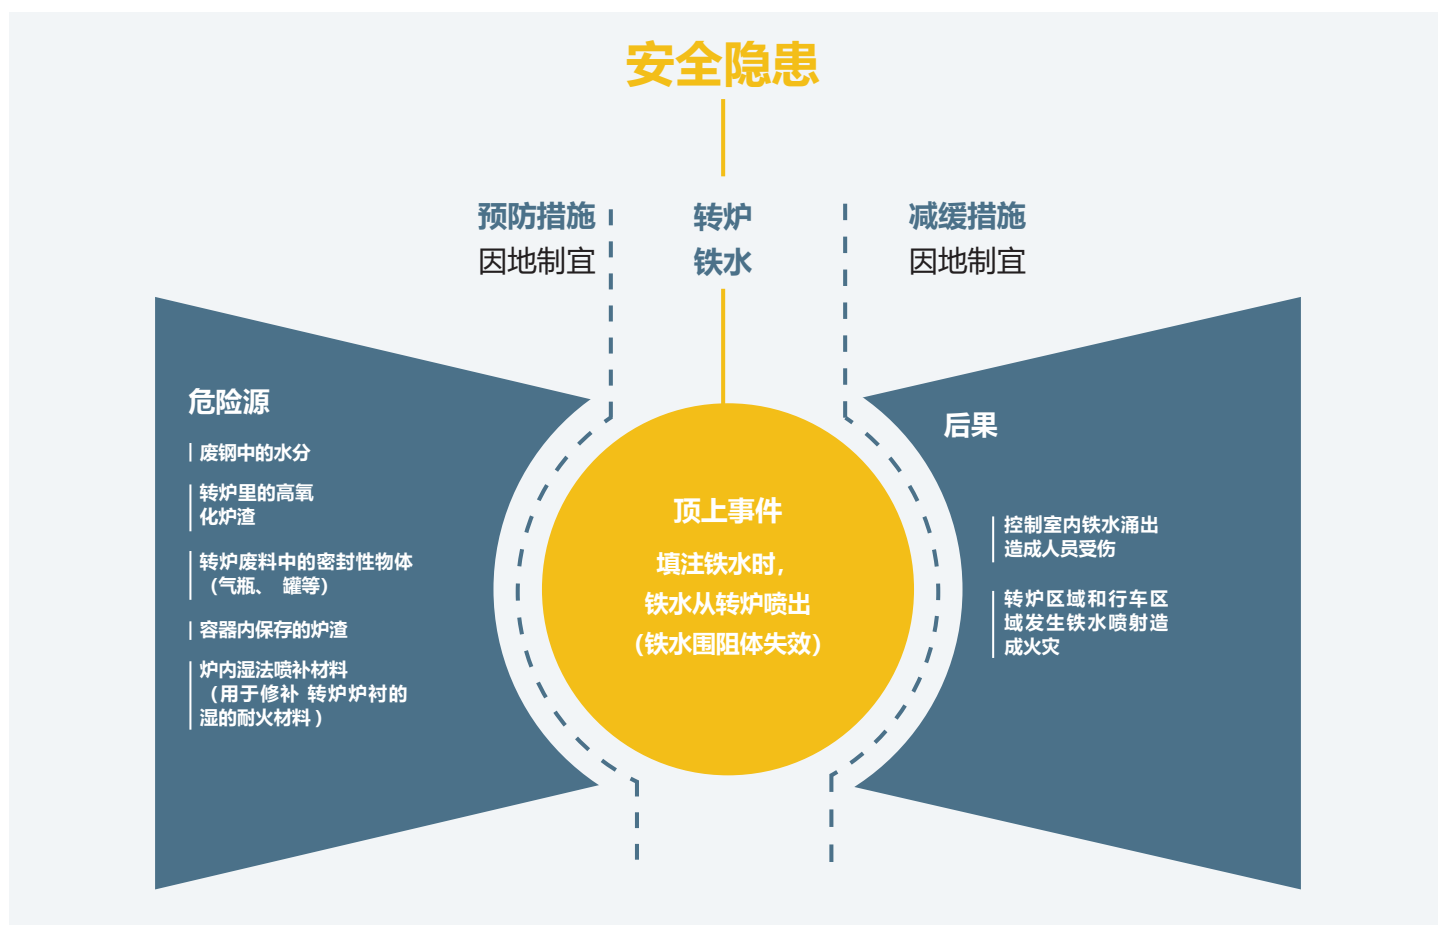 安全隐患
预防措施
因地制宜
转炉
铁水
减缓措施
因地制宜
危险源
废钢中的水分
转炉里的高氧
化炉渣
转炉废料中的密封性物体
（气瓶、 罐等）
容器内保存的炉渣
炉内湿法喷补材料
（用于修补 转炉炉衬的
湿的耐火材料）
顶上事件
填注铁水时，
铁水从转炉喷出
（铁水围阻体失效）
后果
控制室内铁水涌出
造成人员受伤
转炉区域和行车区
域发生铁水喷射造
成火灾